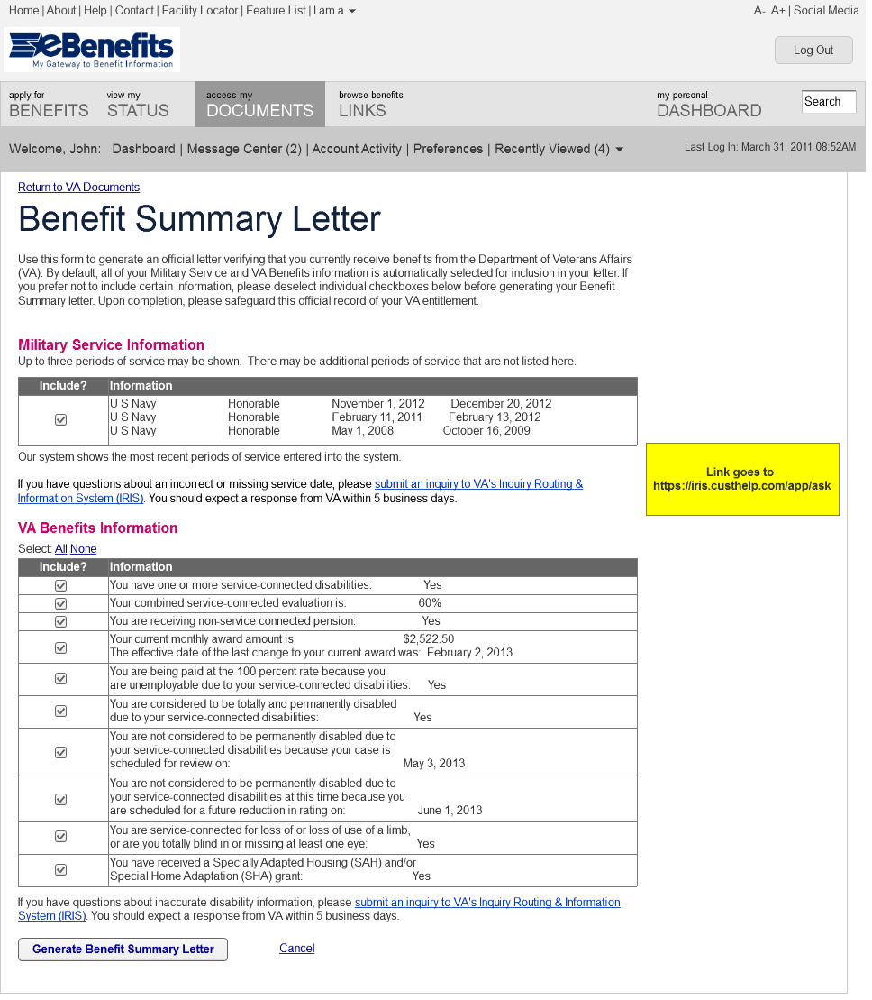 Home | About | Help | Contact | Facility Locator | Feature List | I am a
A-  A+ | Social Media
eBenefits
My Gateway to Benefit Information
Log Out
apply for
BENEFITS
view my
STATUS
access my
DOCUMENTS
browse benefits
LINKS
my personal
DASHBOARD
Search
Welcome, John:   Dashboard | Message Center (2) | Account Activity | Preferences | Recently Viewed (4)
Last Log In: March 31, 2011 08:52AM
Return to VA Documents
Benefit Summary Letter
Use this form to generate an official letter verifying that you currently receive benefits from the Department of Veterans Affairs
(VA). By default, all of your Military Service and VA Benefits information is automatically selected for inclusion in your letter. If
you prefer not to include certain information, please deselect individual checkboxes below before generating your Benefit
Summary letter. Upon completion, please safeguard this official record of your VA entitlement.
Military Service Information
Up to three periods of service may be shown.  There may be additional periods of service that are not listed here.
Include? Information
U S Navy Honorable November 1, 2012 December 20, 2012
U S Navy Honorable February 11, 2011 February 13, 2012
U S Navy Honorable May 1, 2008 October 16, 2009
Our system shows the most recent periods of service entered into the system.
If you have questions about an incorrect or missing service date, please submit an inquiry to VA's Inquiry Routing &
Information System (IRIS). You should expect a response from VA within 5 business days.
Link goes to
https://iris.custhelp.com/app/ask
VA Benefits Information
Select: All None
Include? Information
You have one or more service-connected disabilities: Yes
Your combined service-connected evaluation is: 60%
You are receiving non-service connected pension: Yes
Your current monthly award amount is: $2,522.50
The effective date of the last change to your current award was: February 2, 2013
You are being paid at the 100 percent rate because you
are unemployable due to your service-connected disabilities: Yes
You are considered to be totally and permanently disabled
due to your service-connected disabilities: Yes
You are not considered to be permanently disabled due to
your service-connected disabilities because your case is
scheduled for review on: May 3, 2013
You are not considered to be permanently disabled due to
your service-connected disabilities at this time because you
are scheduled for a future reduction in rating on: June 1, 2013
You are service-connected for loss of or loss of use of a limb,
or are you totally blind in or missing at least one eye: Yes
You have received a Specially Adapted Housing (SAH) and/or
Special Home Adaptation (SHA) grant: Yes
If you have questions about inaccurate disability information, please submit an inquiry to VA's Inquiry Routing & Information
System (IRIS). You should expect a response from VA within 5 business days.
Generate Benefit Summary Letter
Cancel